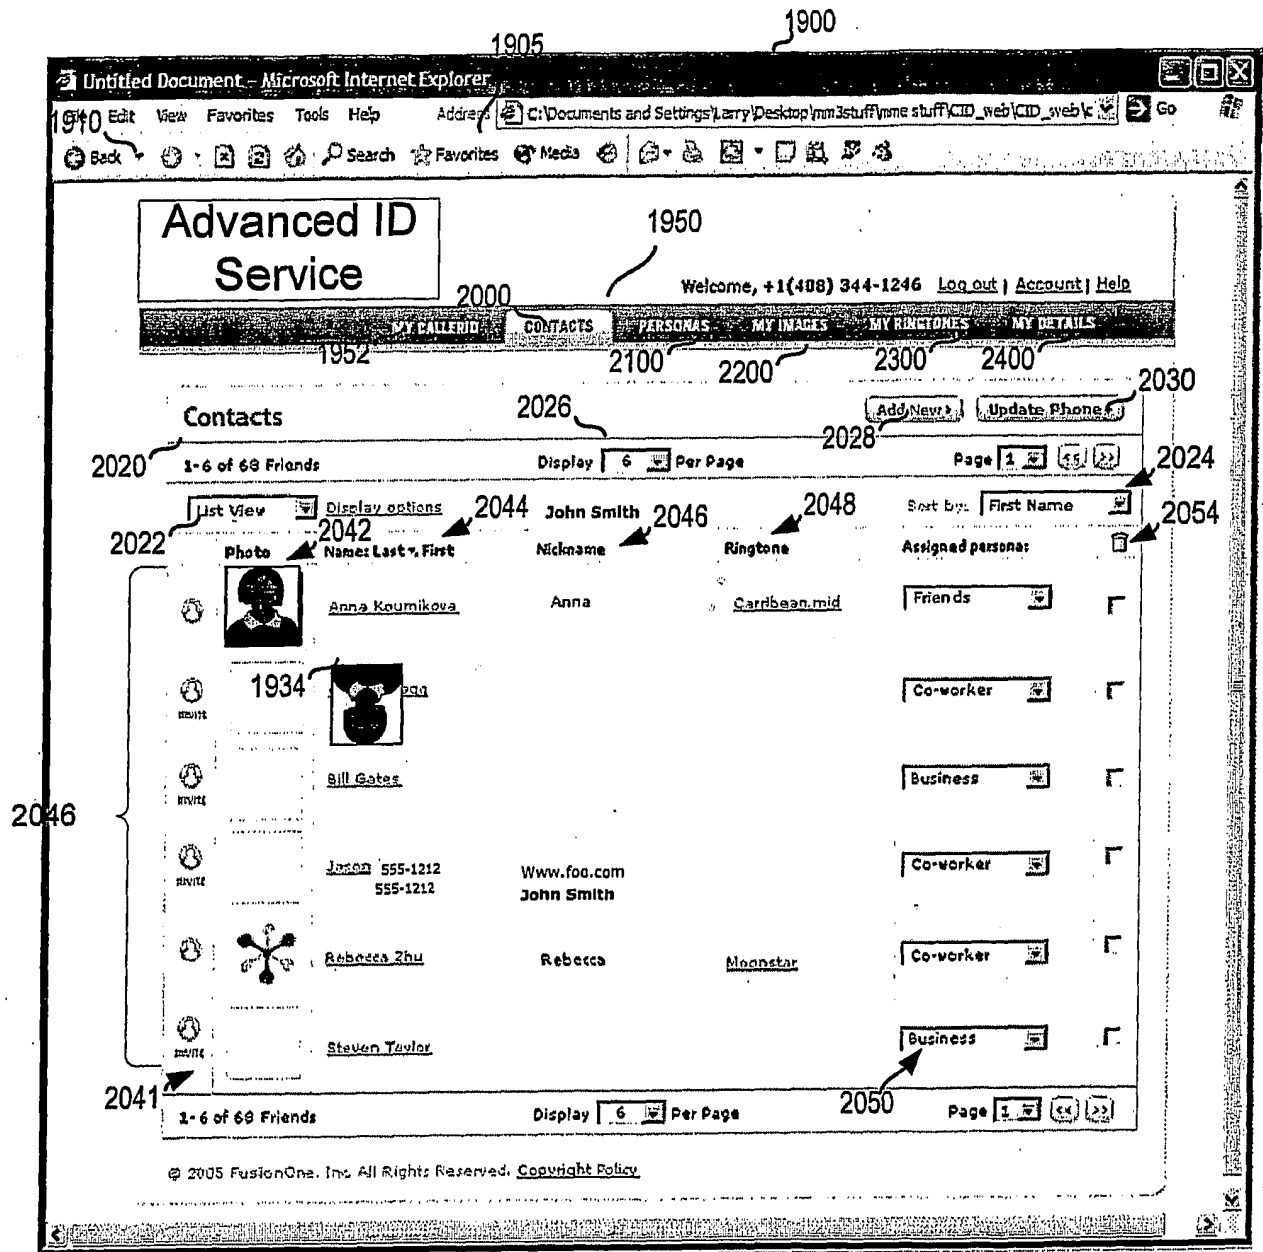 1900
1905
Untitled Document - Microsoft Internet Explorer
1910
Edit View Favorites Tools Help Address C:\Documents and Settings\Larry\Desktop\mm3stuff\mme stuff\CID_web\CID_sweb\c Go
Back Search Favorites Media
Advanced ID
Service
1950
Welcome, +1(408) 344-1246 Log out | Account | Help
2000
MY CALLERID CONTACTS PERSONAS MY IMAGES MY RINGTONES MY DETAILS
1952 2100 2200 2300 2400
2030
Contacts 2026 Add New Update Phone
2028
2020 1-6 of 68 Friends Display 6 Per Page Page 1 << >>
2024
List View Display options 2044 John Smith 2046 2048 Sort by: First Name
2054
2022 2042
Photo Name: Last, First Nickname Ringtone Assigned persona:
Anna Kournikova Anna Carribean.mid Friends
1934
INVITE Co-worker
INVITE Bill Gates Business
2046
INVITE Jason 555-1212 Www.foo.com Co-worker
555-1212 John Smith
Rebecca Zhu Rebecca Moonstar Co-worker
INVITE Steven Taylor Business
2041 2050
1-6 of 68 Friends Display 6 Per Page Page 1 << >>
© 2005 FusionOne. Inc. All Rights Reserved. Copyright Policy